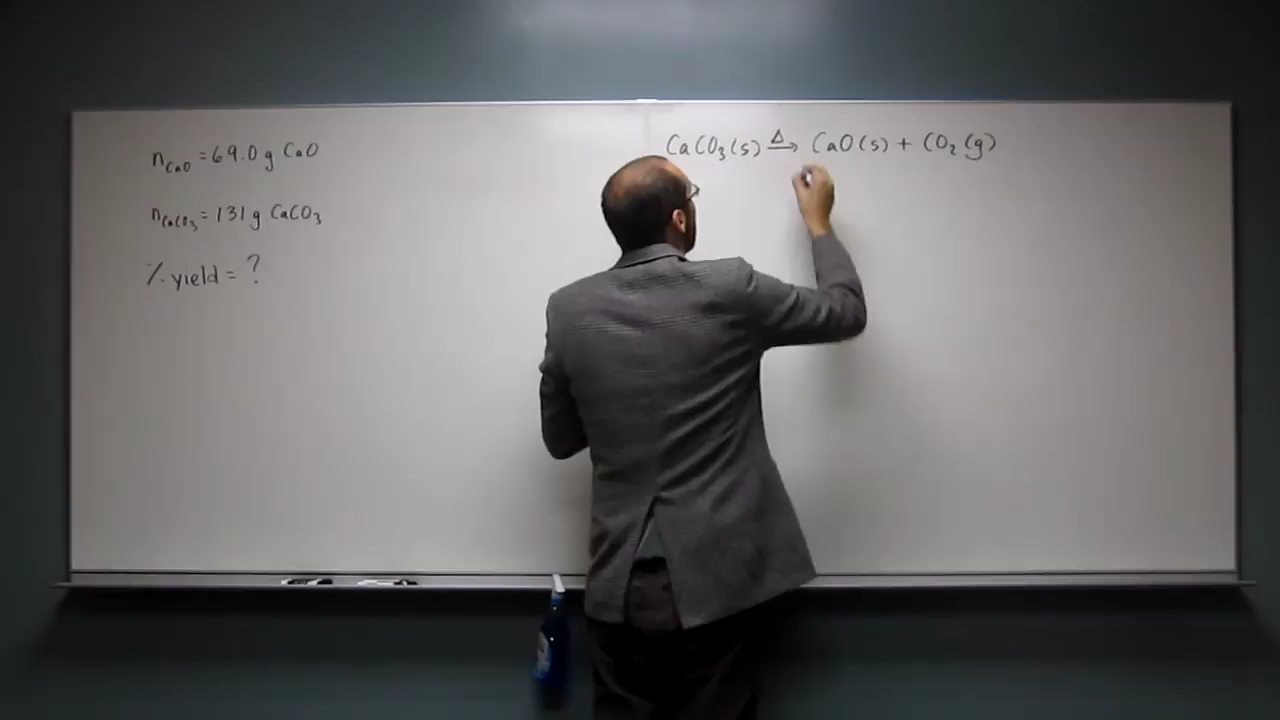 n_CaO = 69.0 g CaO
n_CaCO₃ = 131 g CaCO₃
% yield = ?
CaCO₃(s) Δ→ CaO(s) + CO₂(g)